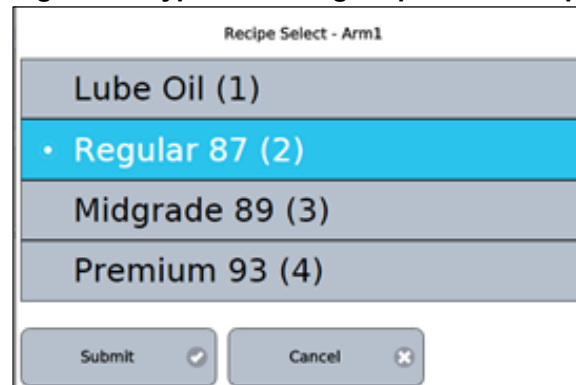 Recipe Select - Arm1
Lube Oil (1)
• Regular 87 (2)
Midgrade 89 (3)
Premium 93 (4)
Submit
Cancel